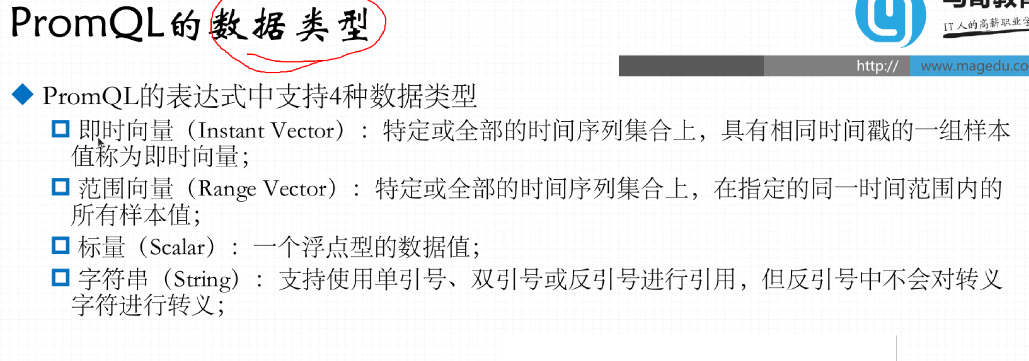 PromQL的数据类型
IT人的高薪职业学
http://
www.magedu.co
PromQL的表达式中支持4种数据类型
即时向量（Instant Vector）：特定或全部的时间序列集合上，具有相同时间戳的一组样本
值称为即时向量；
范围向量（Range Vector）：特定或全部的时间序列集合上，在指定的同一时间范围内的
所有样本值；
标量（Scalar）：一个浮点型的数据值；
字符串（String）：支持使用单引号、双引号或反引号进行引用，但反引号中不会对转义
字符进行转义；